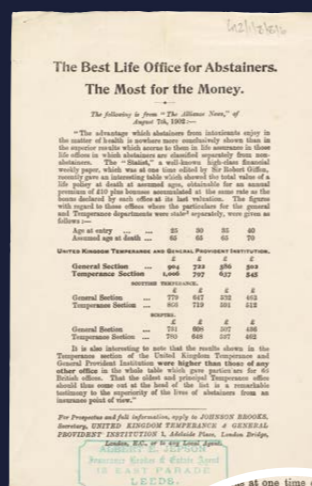 The Best Life Office for Abstainers.
The Most for the Money.
The following is from "The Alliance News," of
August 7th, 1902:—
"The advantage which abstainers from intoxicants enjoy in
the matter of health is nowhere more conclusively shown than in
the superior results which accrue to them in life assurance in those
life offices in which abstainers are classified separately from non-
abstainers. The "Statist," a well-known high-class financial
weekly paper, which was at one time edited by Sir Robert Giffen,
recently gave an interesting table which showed the total value of a
life policy at death at assumed ages, obtainable for an annual
premium of £10 plus bonuses accumulated at the same rate as the
bonus declared by each office at its last valuation. The figures
with regard to those offices where the particulars for the general
and Temperance departments were stated separately, were given as
follows :—
Age at entry ... ... 25 30 35 40
Assumed age at death ... 65 65 65 70
UNITED KINGDOM TEMPERANCE AND GENERAL PROVIDENT INSTITUTION.
£ £ £ £
General Section ... 904 722 566 502
Temperance Section ... 1,006 797 637 545
SCOTTISH TEMPERANCE.
£ £ £ £
General Section ... 779 647 532
Temperance Section ... 719
SCEPTRE.
£ £ £ £
General Section ... 731
Temperance Section ... 780 648
It is also interesting to note that the results shown in the
Temperance section of the United Kingdom Temperance and
General Provident Institution were higher than those of any
other office in the whole table which gave particulars for 65
British offices. That the oldest and principal Temperance office
should thus come out at the head of the list is a remarkable
testimony to the superiority of the lives of abstainers from an
insurance point of view."
For Prospectus and full information, apply to JOHNSON BROOKS,
Secretary, UNITED KINGDOM TEMPERANCE & GENERAL
PROVIDENT INSTITUTION 1, Adelaide Place, London Bridge,
London, E.C., or to any Local Agent.
ALBERT E. JEPSON
Insurance Broker & Estate Agent
12 EAST PARADE
LEEDS.
at one time